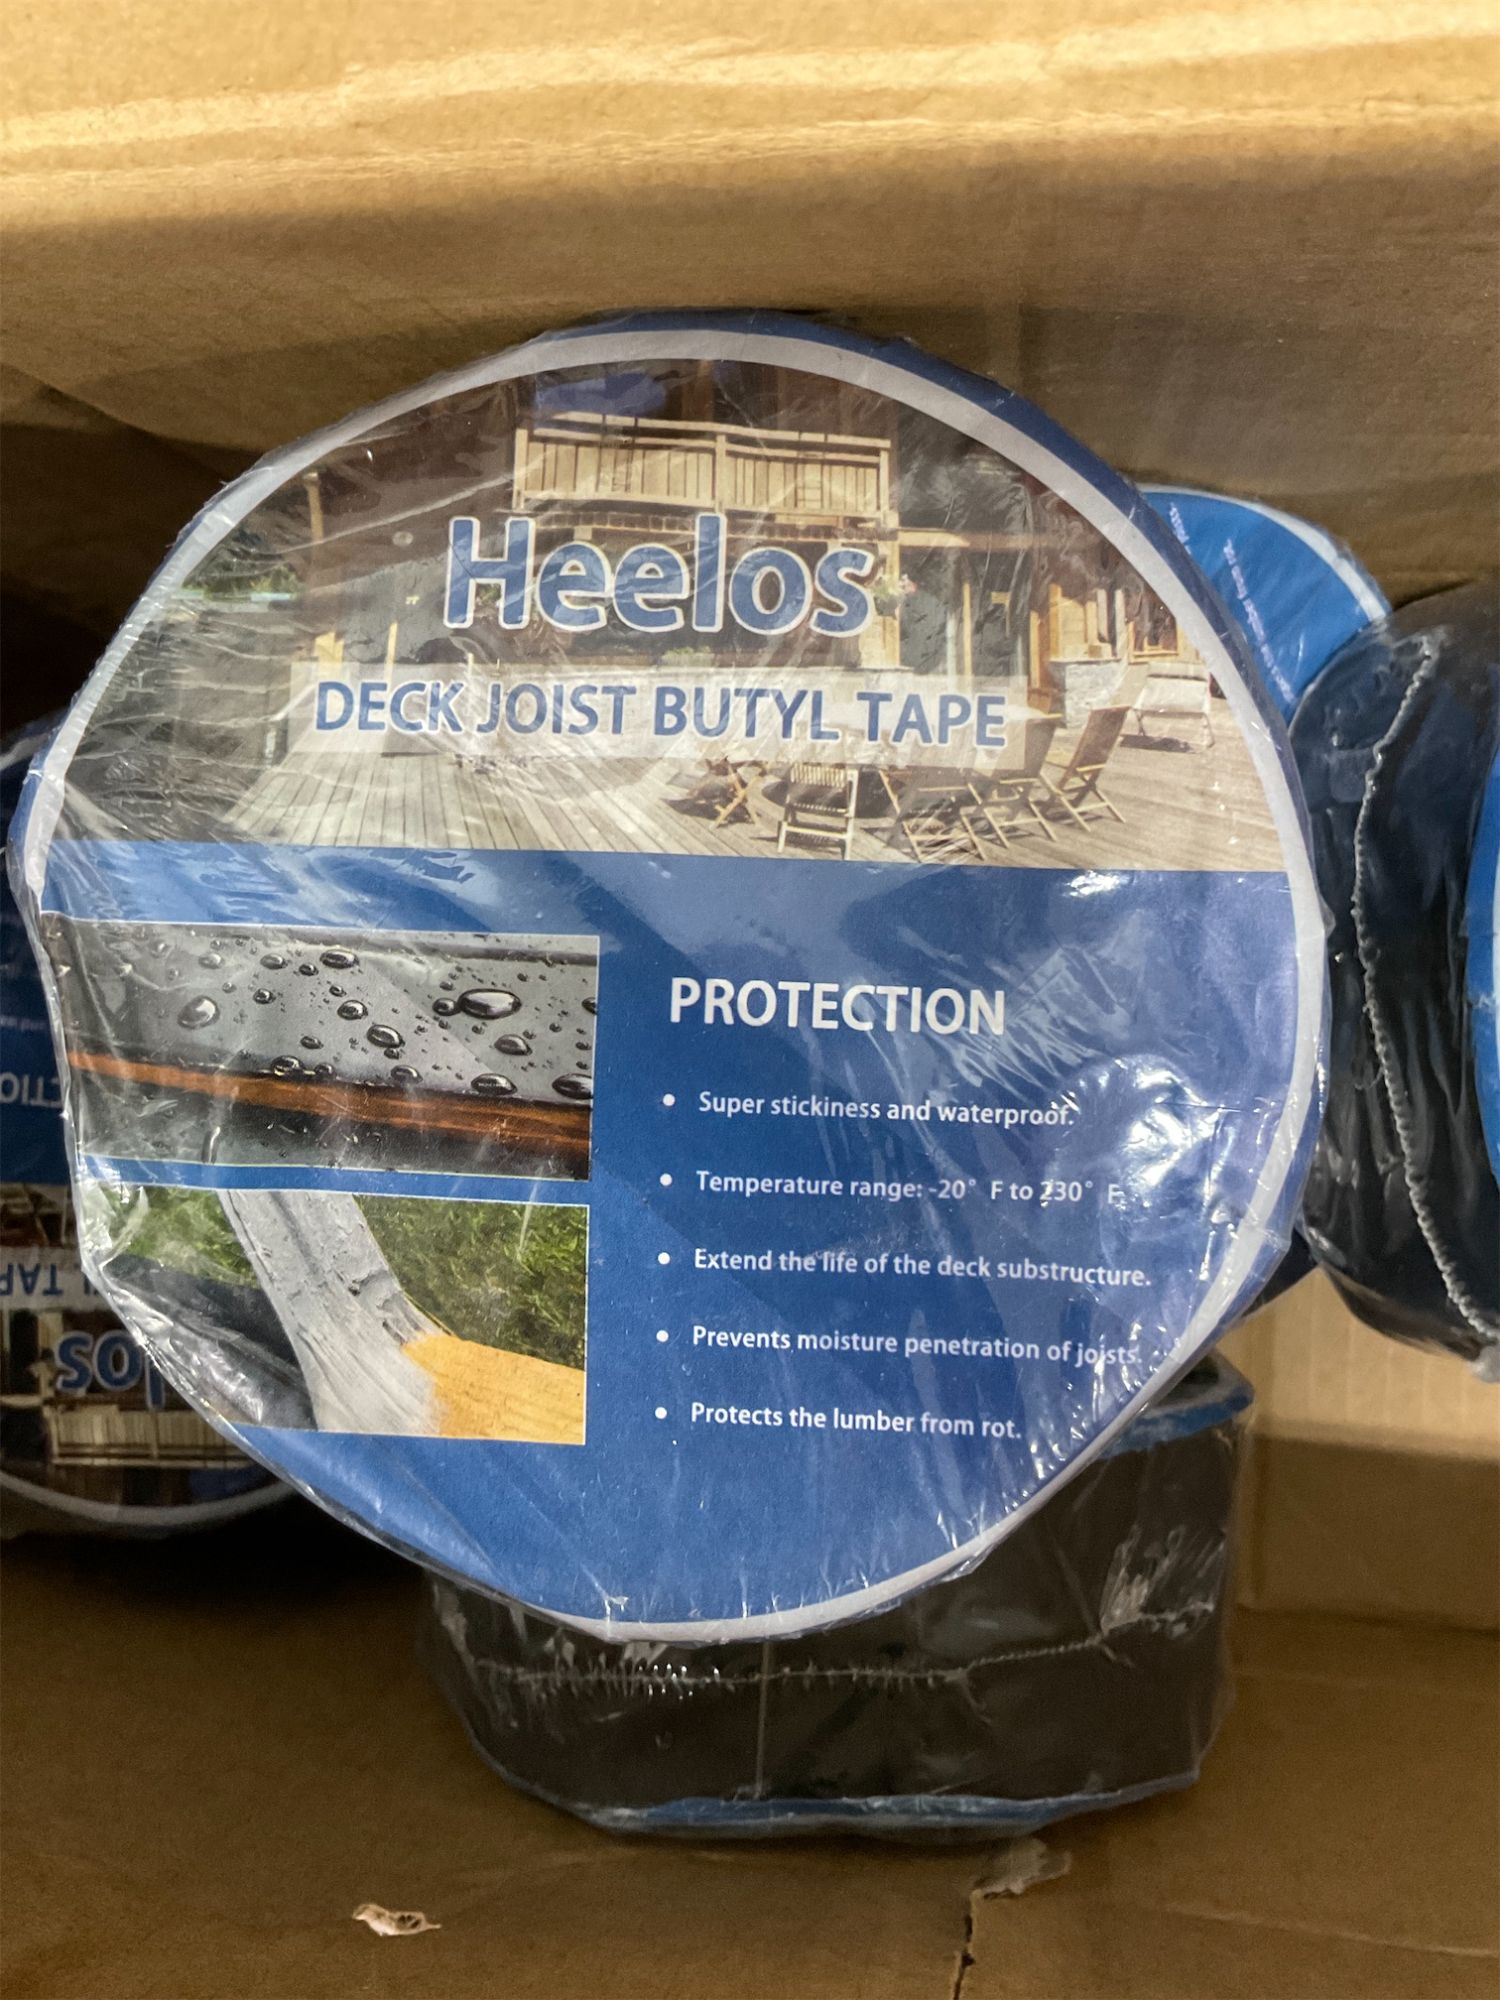 Heelos
DECK JOIST BUTYL TAPE
PROTECTION
• Super stickiness and waterproof.
• Temperature range: -20° F to 230° F
• Extend the life of the deck substructure.
• Prevents moisture penetration of joists.
• Protects the lumber from rot.